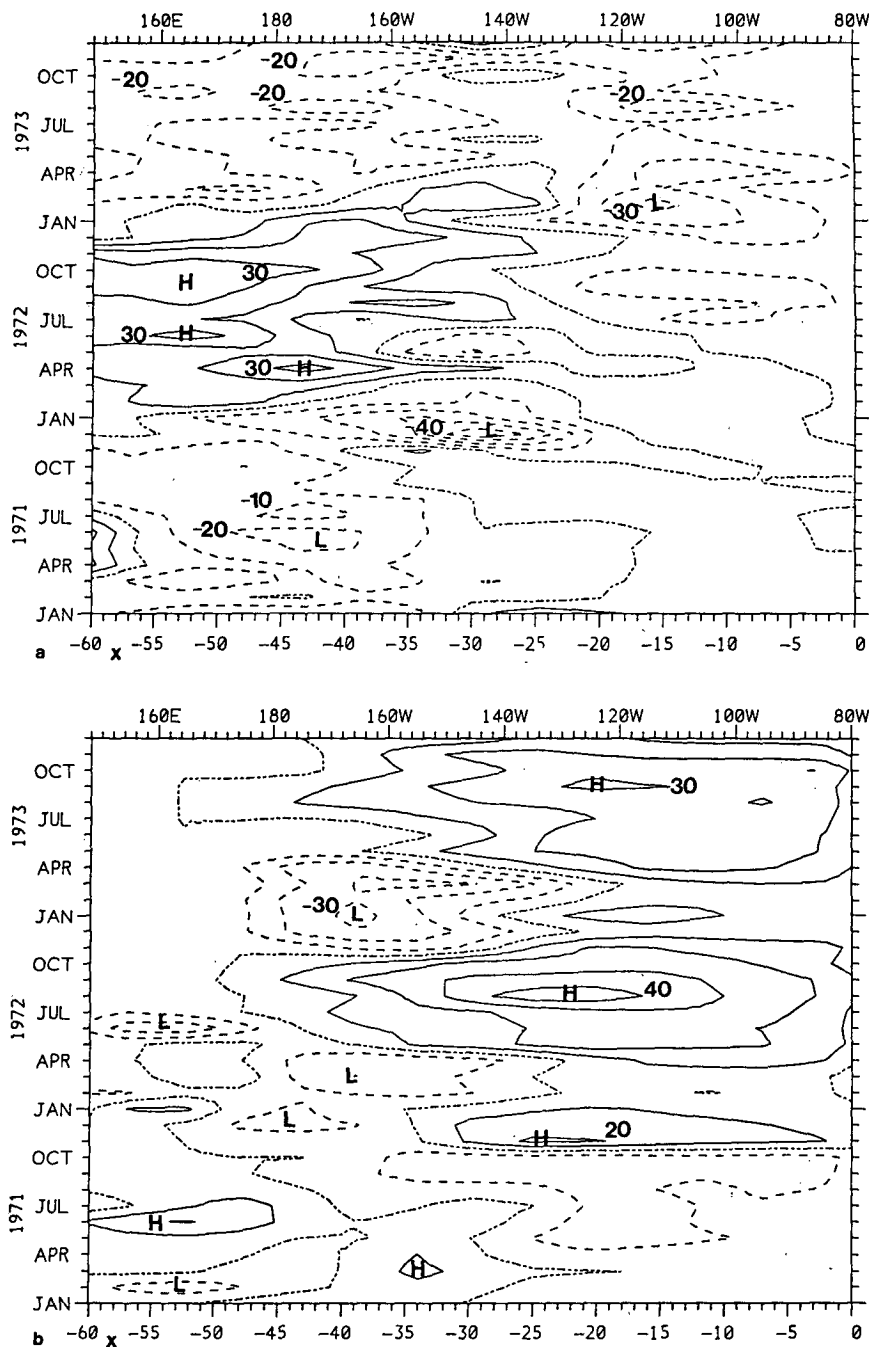 160E 180 160W 140W 120W 100W 80W
-20
-20
OCT
-20
-20
-20
JUL
1973
APR
L
-30
JAN
OCT
30
H
1972
JUL
30
H
APR
30
H
JAN
-40
L
OCT
-10
JUL
-20
1971
L
APR
JAN
-60 -55 -50 -45 -40 -35 -30 -25 -20 -15 -10 -5 0
a x
160E 180 160W 140W 120W 100W 80W
OCT
H 30
JUL
1973
APR
-30
L
JAN
OCT
H 40
JUL
1972
L
APR
L
JAN
L
H 20
OCT
JUL
1971
H
APR
H
L
JAN
b -60 x -55 -50 -45 -40 -35 -30 -25 -20 -15 -10 -5 0